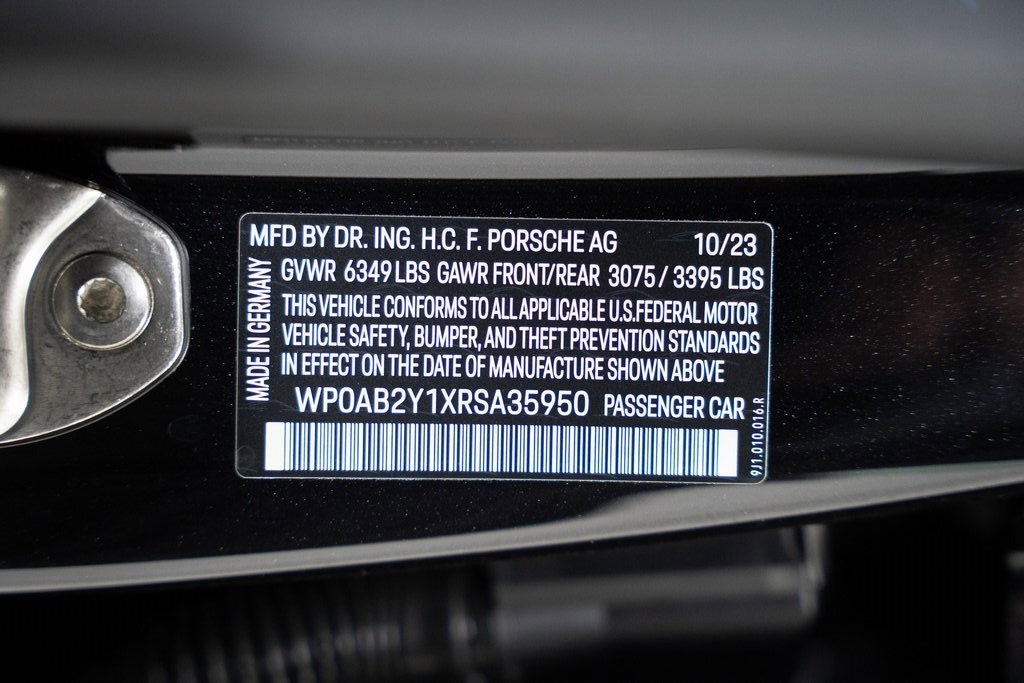 MFD BY DR. ING. H.C. F. PORSCHE AG 10/23
GVWR 6349 LBS GAWR FRONT/REAR 3075 / 3395 LBS
THIS VEHICLE CONFORMS TO ALL APPLICABLE U.S.FEDERAL MOTOR
VEHICLE SAFETY, BUMPER, AND THEFT PREVENTION STANDARDS
IN EFFECT ON THE DATE OF MANUFACTURE SHOWN ABOVE
MADE IN GERMANY
WP0AB2Y1XRSA35950 PASSENGER CAR
9J1.010.016.R